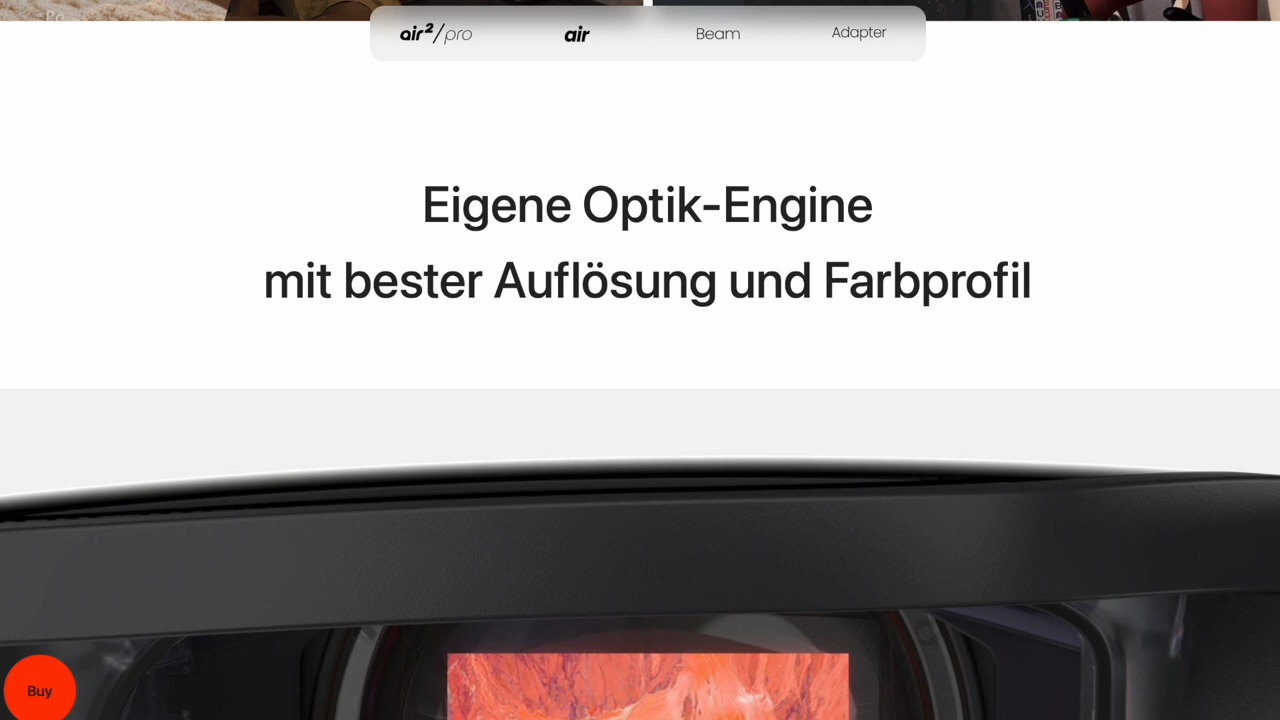 air²/pro
air
Beam
Adapter
Eigene Optik-Engine
mit bester Auflösung und Farbprofil
Buy